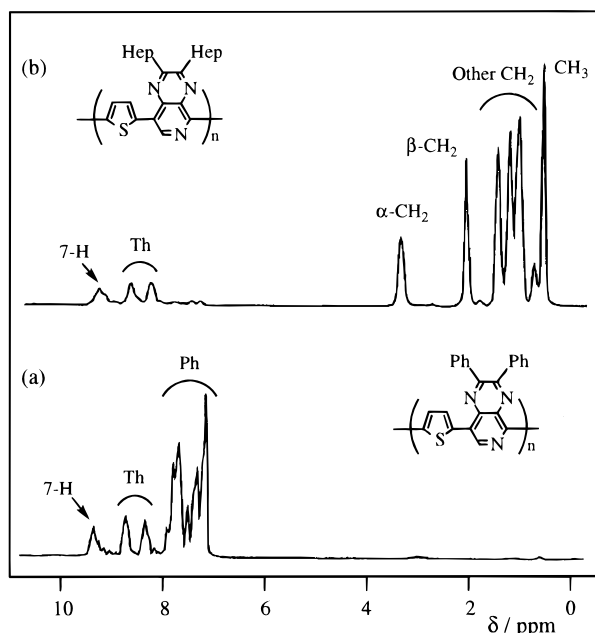 (b)
Hep Hep
N N
S N n
7-H
Th
α-CH2
β-CH2
Other CH2
CH3
(a)
Ph
7-H
Th
Ph Ph
N N
S N n
10 8 6 4 2 0
δ / ppm